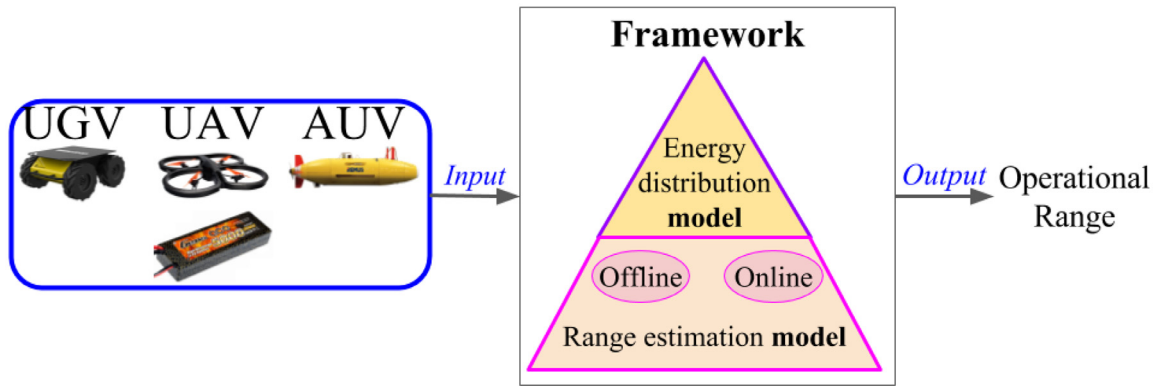 Framework
UGV UAV AUV
Input
Energy
distribution
model
Output
Operational
Range
Offline Online
Range estimation model